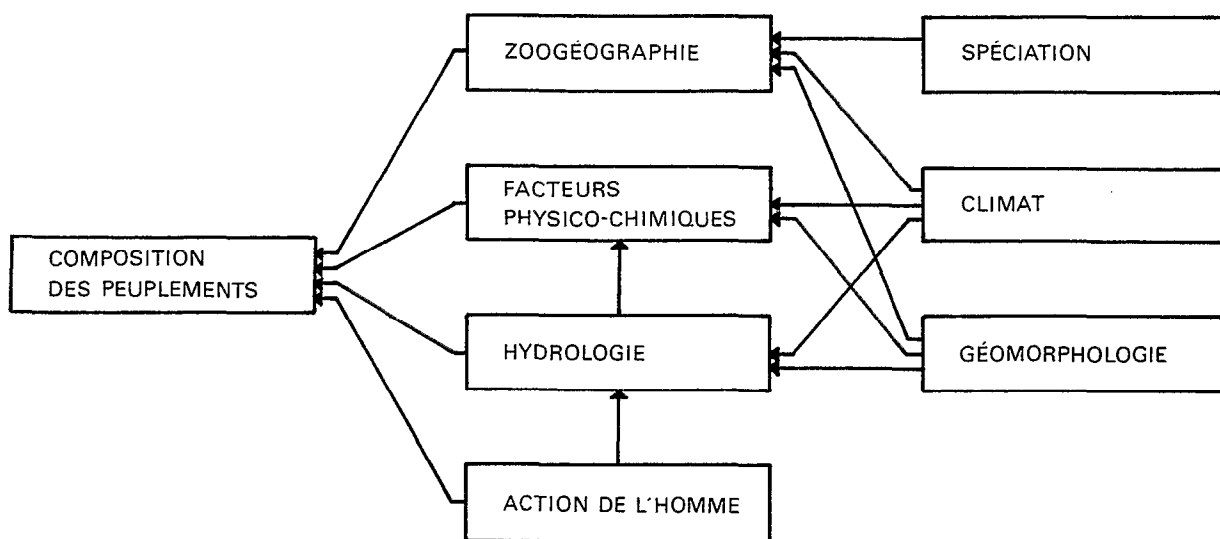 ZOOGÉOGRAPHIE
SPÉCIATION
FACTEURS
PHYSICO-CHIMIQUES
CLIMAT
COMPOSITION
DES PEUPLEMENTS
HYDROLOGIE
GÉOMORPHOLOGIE
ACTION DE L'HOMME